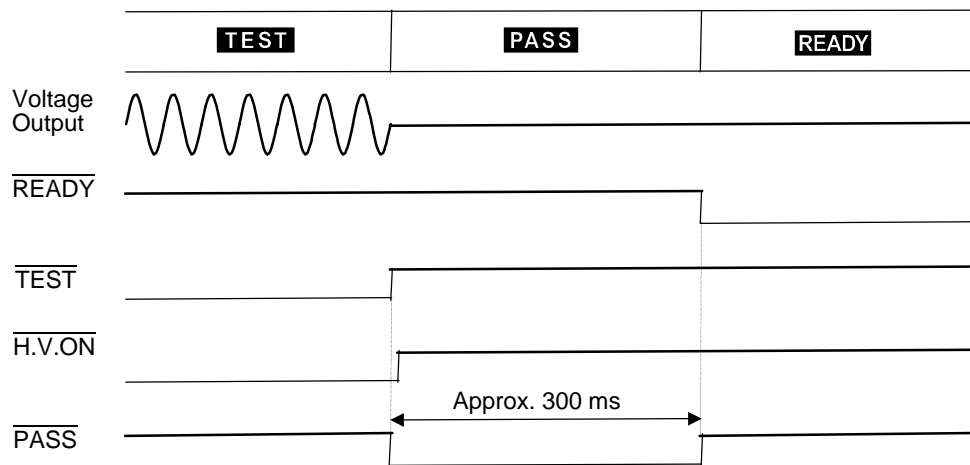 TEST PASS READY
Voltage
Output
READY
TEST
H.V.ON
Approx. 300 ms
PASS